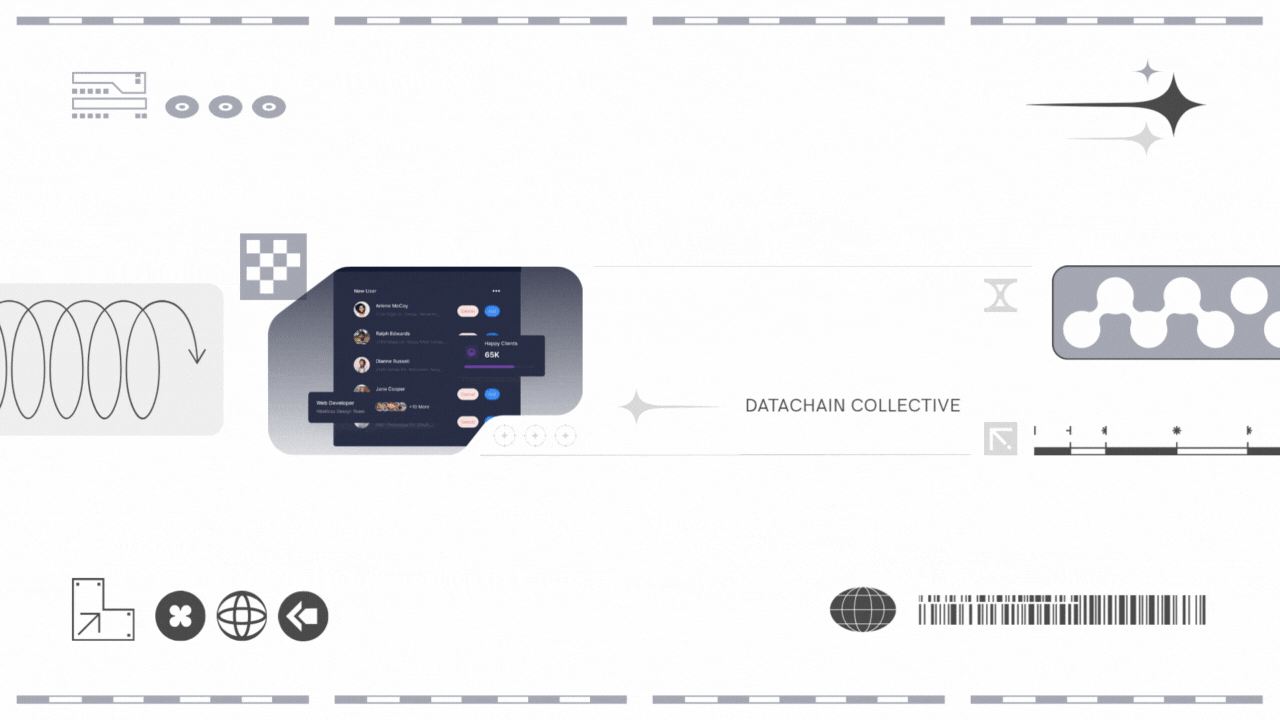 New User
Arlene McCoy
Ralph Edwards
Happy Clients
65K
Dianne Russell
Jane Cooper
Web Developer
+10 More
DATACHAIN COLLECTIVE